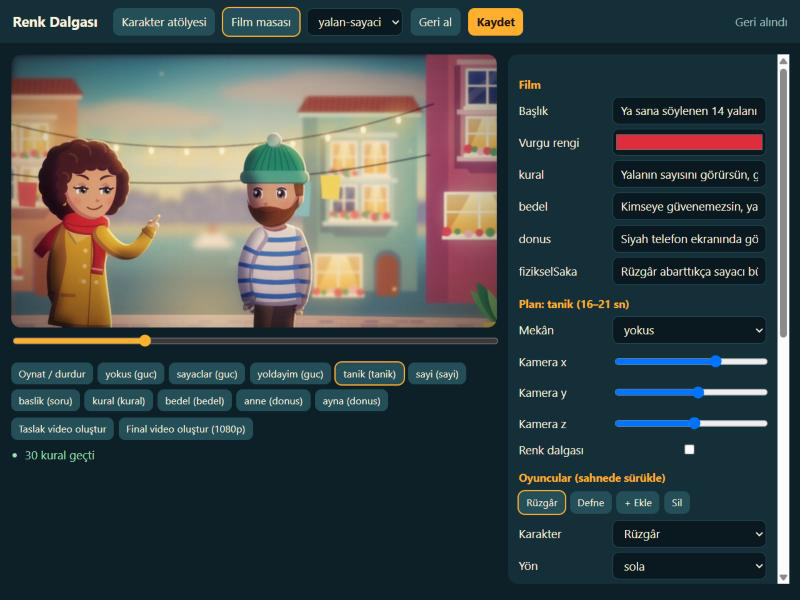 Renk Dalgası
Karakter atölyesi
Film masası
yalan-sayaci
Geri al
Kaydet
Geri alındı
Film
Başlık
Ya sana söylenen 14 yalanı
Vurgu rengi
kural
Yalanın sayısını görürsün, g
bedel
Kimseye güvenemezsin, ya
donus
Siyah telefon ekranında gö
fizikselSaka
Rüzgâr abarttıkça sayacı bü
Plan: tanik (16–21 sn)
Mekân
yokus
Kamera x
Kamera y
Kamera z
Renk dalgası
Oyuncular (sahnede sürükle)
Rüzgâr
Defne
+ Ekle
Sil
Karakter
Rüzgâr
Yön
sola
Oynat / durdur
yokus (guc)
sayaclar (guc)
yoldayim (guc)
tanik (tanik)
sayi (sayi)
baslik (soru)
kural (kural)
bedel (bedel)
anne (donus)
ayna (donus)
Taslak video oluştur
Final video oluştur (1080p)
30 kural geçti